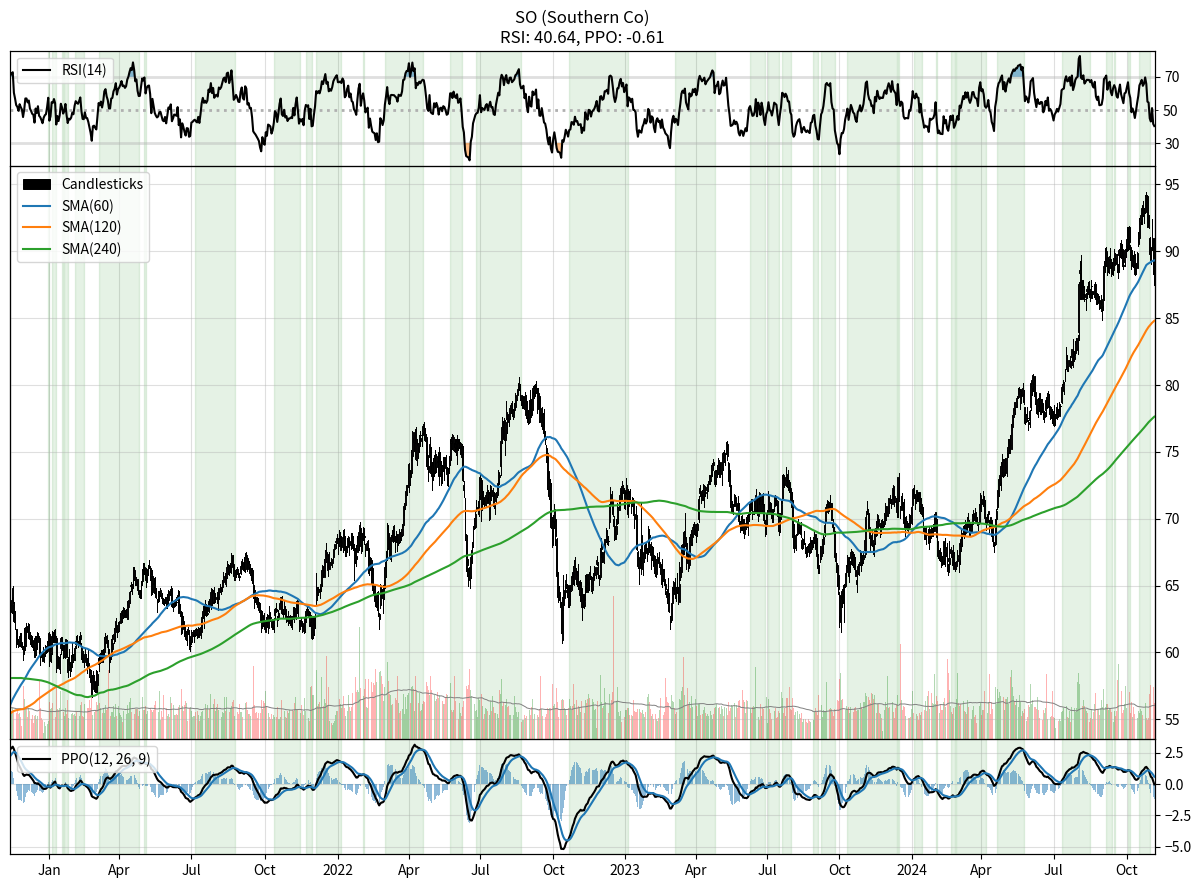 SO (Southern Co)
RSI: 40.64, PPO: -0.61
RSI(14)
70
50
30
Candlesticks
SMA(60)
SMA(120)
SMA(240)
95
90
85
80
75
70
65
60
55
PPO(12, 26, 9)
2.5
0.0
−2.5
−5.0
Jan Apr Jul Oct 2022 Apr Jul Oct 2023 Apr Jul Oct 2024 Apr Jul Oct